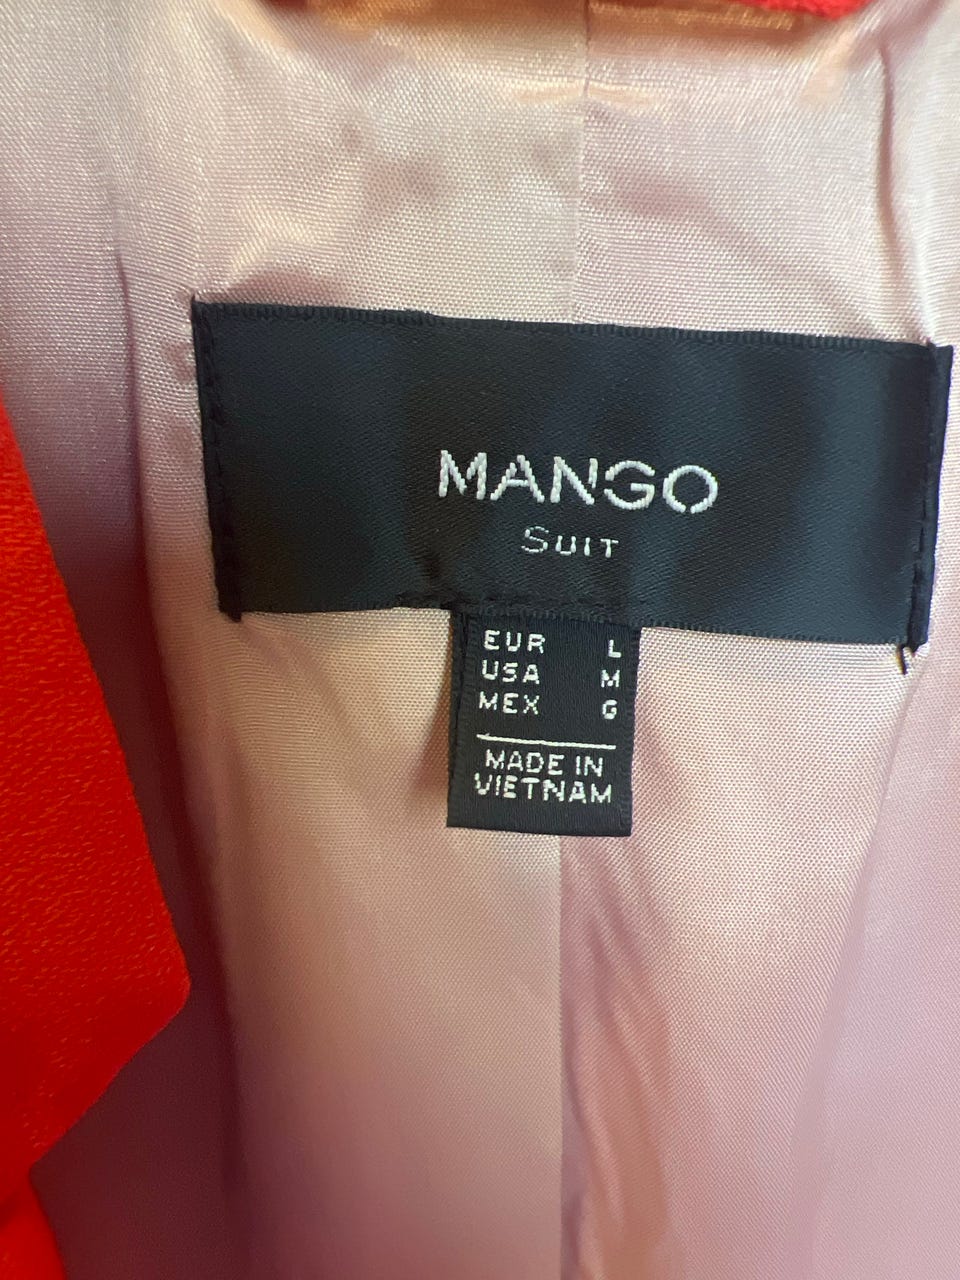 MANGO
SUIT
EUR L
USA M
MEX G
MADE IN
VIETNAM